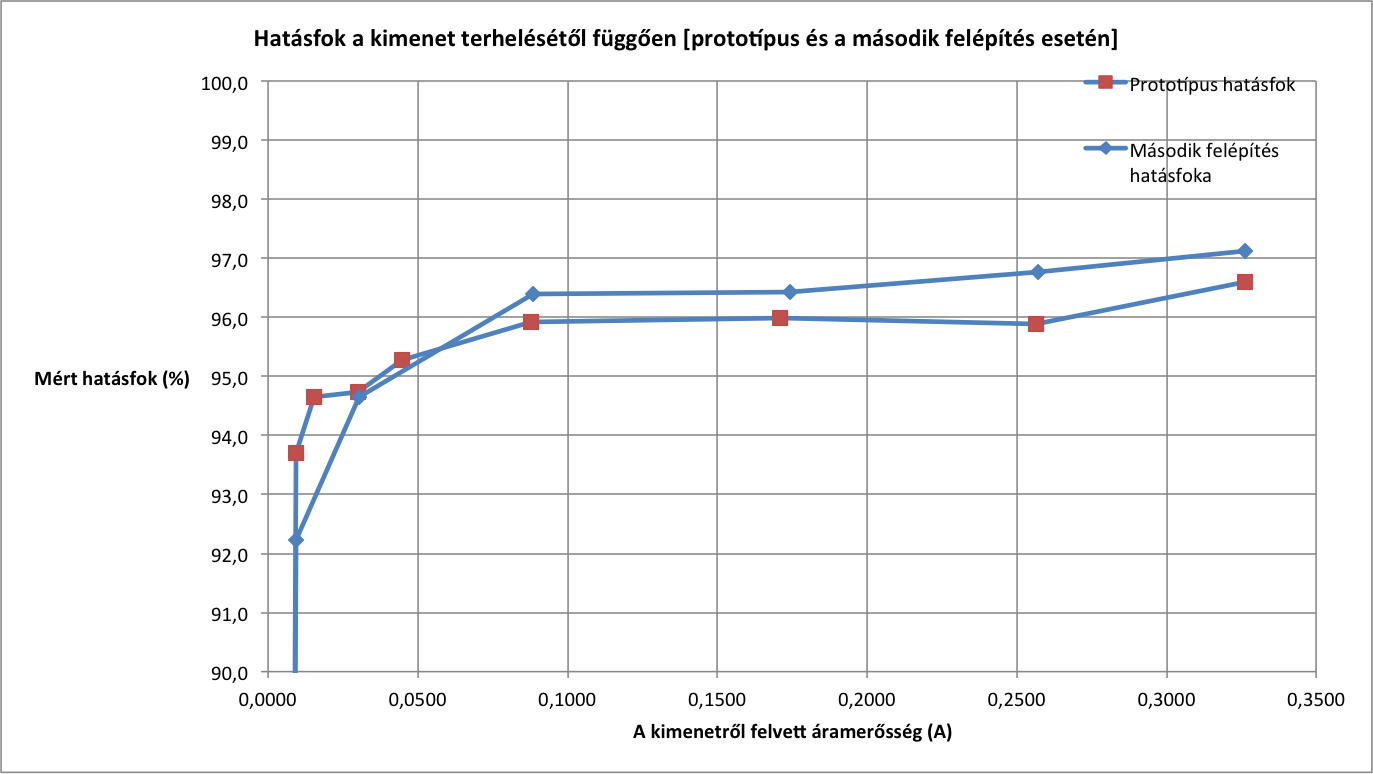 Hatásfok a kimenet terhelésétől függően [prototípus és a második felépítés esetén]
100,0
99,0
98,0
97,0
96,0
95,0
94,0
93,0
92,0
91,0
90,0
Mért hatásfok (%)
Prototípus hatásfok
Második felépítés
hatásfoka
0,0000 0,0500 0,1000 0,1500 0,2000 0,2500 0,3000 0,3500
A kimenetről felvett áramerősség (A)